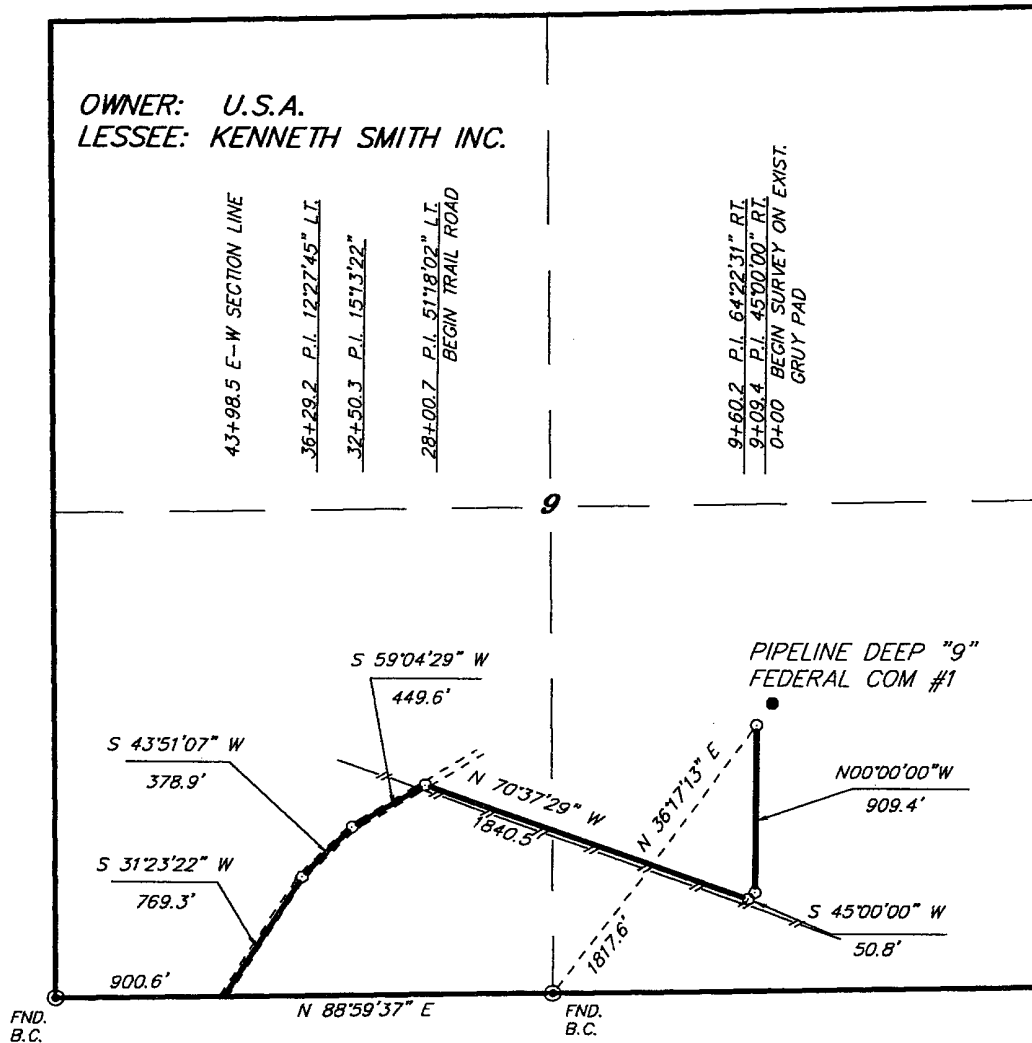 OWNER: U.S.A.
LESSEE: KENNETH SMITH INC.
43+98.5 E-W SECTION LINE
36+29.2 P.I. 12°27'45" LT.
32+50.3 P.I. 15°13'22"
28+00.7 P.I. 51°18'02" LT.
BEGIN TRAIL ROAD
9+60.2 P.I. 64°22'31" RT.
9+09.4 P.I. 45°00'00" RT.
0+00 BEGIN SURVEY ON EXIST.
GRUY PAD
9
PIPELINE DEEP "9"
FEDERAL COM #1
S 59°04'29" W
449.6'
S 43°51'07" W
378.9'
S 31°23'22" W
769.3'
N 70°37'29" W
1840.5'
N 36°17'13" E
1817.6'
N00°00'00"W
909.4'
S 45°00'00" W
50.8'
900.6'
N 88°59'37" E
FND.
B.C.
FND.
B.C.